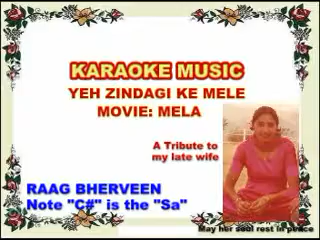 KARAOKE MUSIC
YEH ZINDAGI KE MELE
MOVIE: MELA
A Tribute to
my late wife
RAAG BHERVEEN
Note "C#" is the "Sa"
May her soul rest in peace